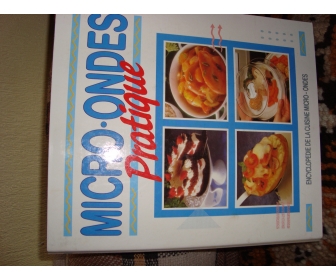 MICRO·ONDES
Pratique
ENCYCLOPEDIE DE LA CUISINE MICRO-ONDES